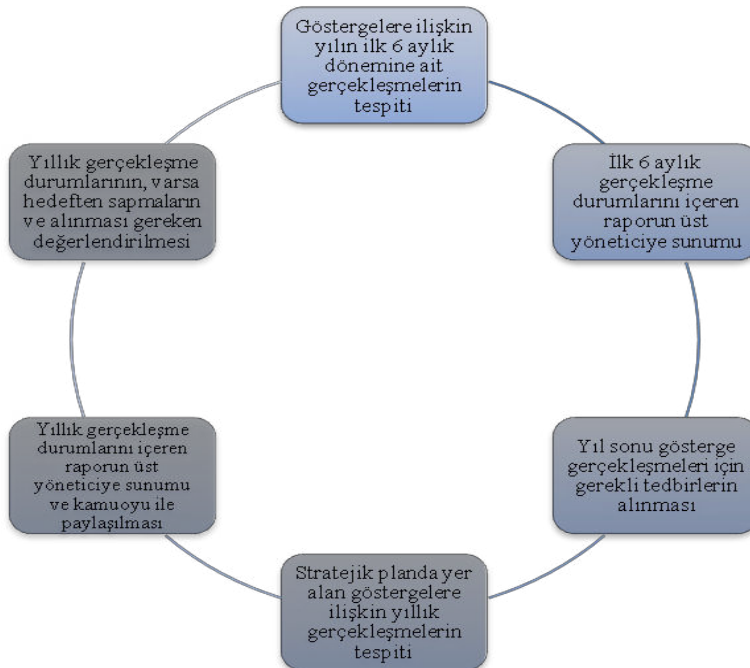 Göstergelere ilişkin
yılın ilk 6 aylık
dönemine ait
gerçekleşmelerin
tespiti
İlk 6 aylık
gerçekleşme
durumlarını içeren
raporun üst
yöneticiye sunumu
Yıl sonu gösterge
gerçekleşmeleri için
gerekli tedbirlerin
alınması
Stratejik planda yer
alan göstergelere
ilişkin yıllık
gerçekleşmelerin
tespiti
Yıllık gerçekleşme
durumlarını içeren
raporun üst
yöneticiye sunumu
ve kamuoyu ile
paylaşılması
Yıllık gerçekleşme
durumlarının, varsa
hedeften sapmaların
ve alınması gereken
değerlendirilmesi